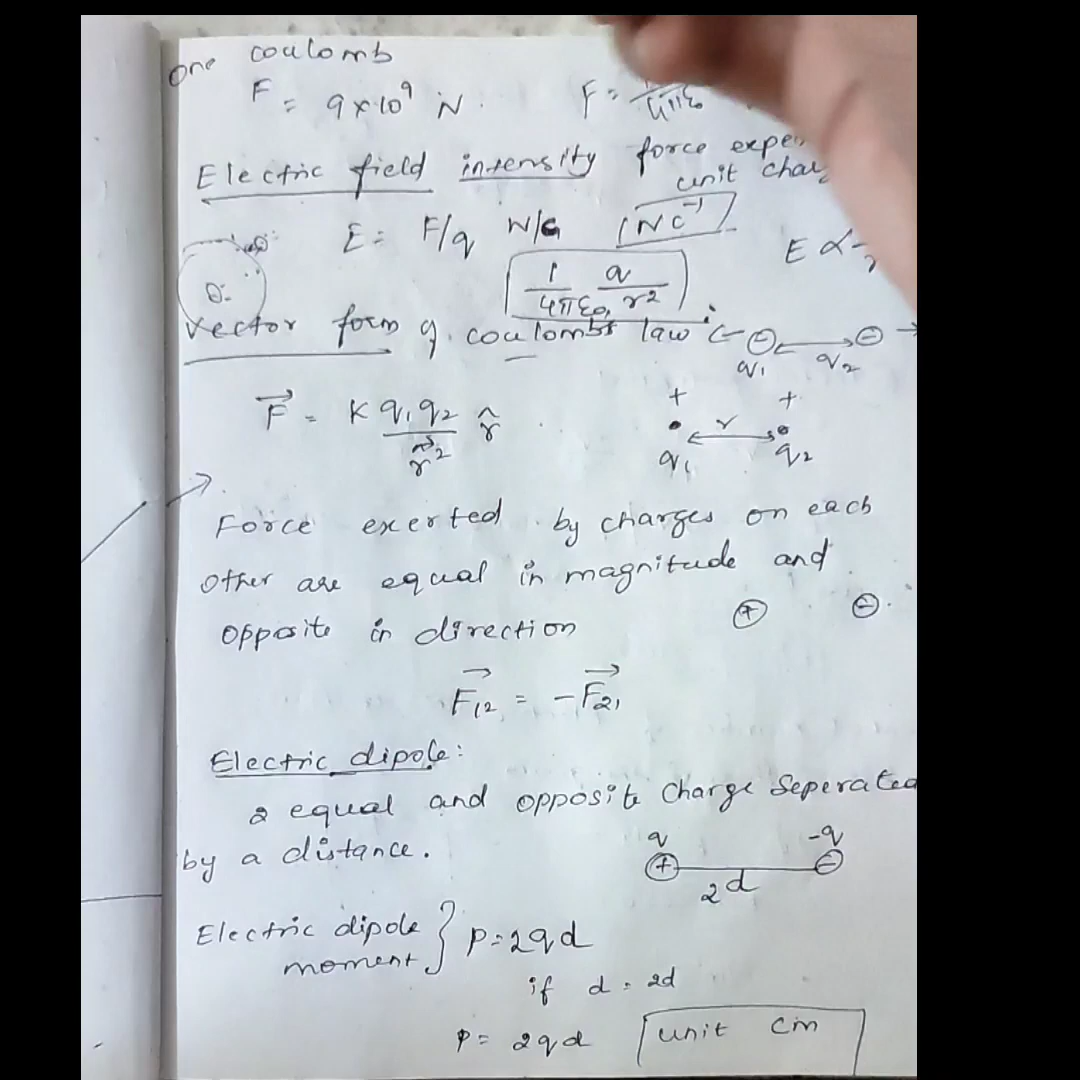 one coulomb
F = 9×10⁹ N. F = 1/4πε
Electric field intensity force
unit
E = F/q N/C (NC⁻¹)
E ∝
1/4πε₀ q/r²
Vector form of coulombs law
q₁ q₂
F⃗ = K q₁q₂/r⃗² r̂
+ +
r
q₁ q₂
Force exerted by charges on each
other are equal in magnitude and
opposite in direction
+ -
F⃗₁₂ = -F⃗₂₁
Electric dipole:
2 equal and opposite charge Seperated
by a distance.
q -q
+ -
2d
Electric dipole
moment } P=2qd
if d = 2d
P = 2qd unit cm